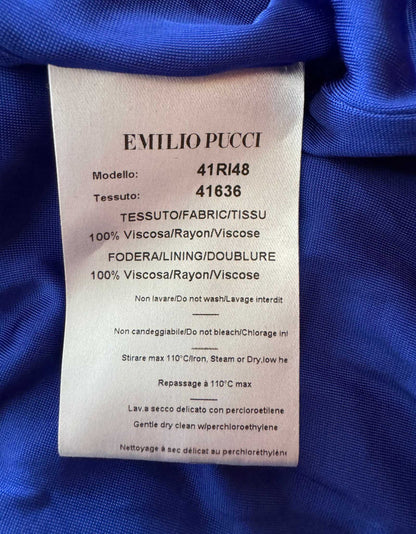 EMILIO PUCCI
Modello: 41RI48
Tessuto: 41636
TESSUTO/FABRIC/TISSU
100% Viscosa/Rayon/Viscose
FODERA/LINING/DOUBLURE
100% Viscosa/Rayon/Viscose
Non lavare/Do not wash/Lavage interdit
Non candeggiabile/Do not bleach/Chlorage int
Stirare max 110°C/Iron, Steam or Dry,low he
Repassage à 110°C max
Lav.a secco delicato con percloroetilene
Gentle dry clean w/perchloroethylene
Nettoyage à sec délicat au perchloréthylène